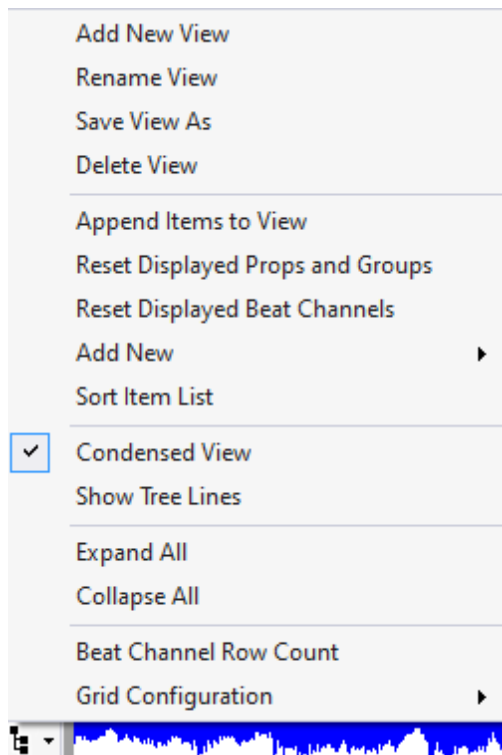 Add New View
Rename View
Save View As
Delete View
Append Items to View
Reset Displayed Props and Groups
Reset Displayed Beat Channels
Add New
Sort Item List
Condensed View
Show Tree Lines
Expand All
Collapse All
Beat Channel Row Count
Grid Configuration